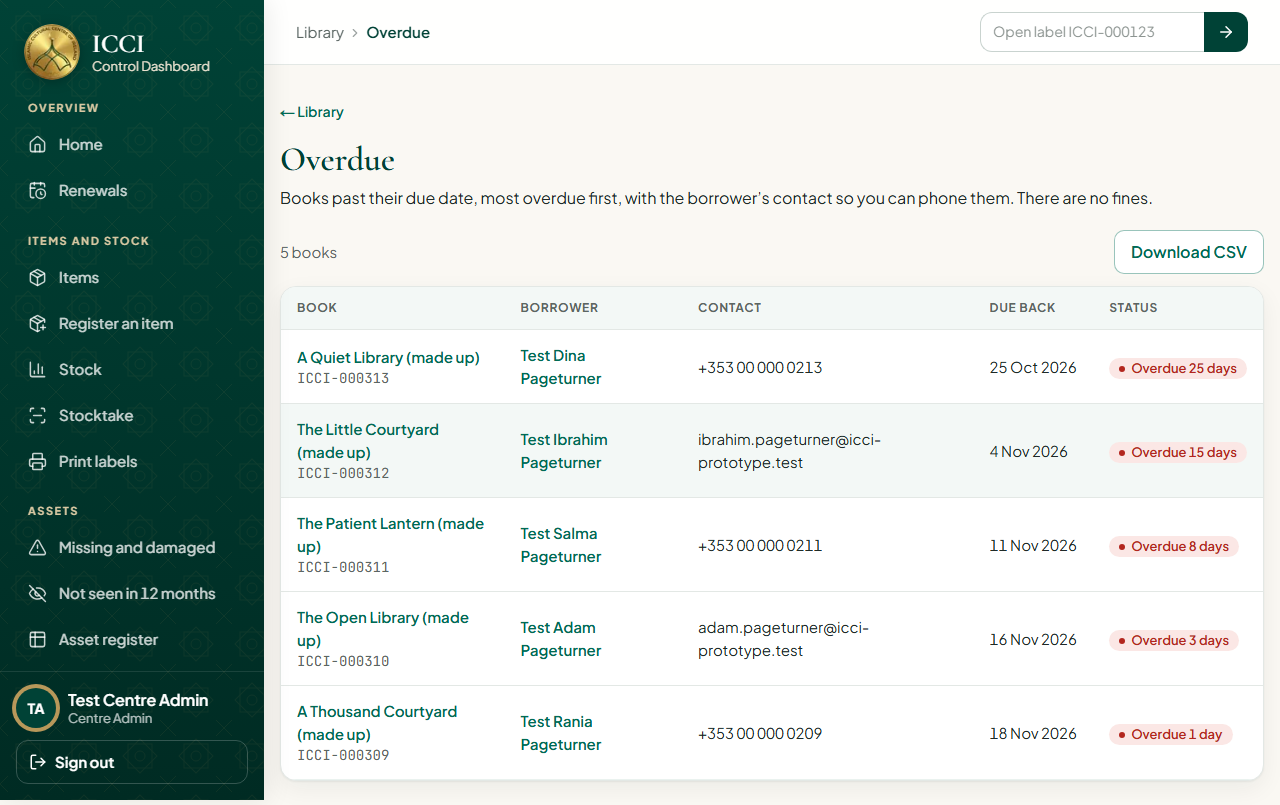 ICCI
Control Dashboard
OVERVIEW
Home
Renewals
ITEMS AND STOCK
Items
Register an item
Stock
Stocktake
Print labels
ASSETS
Missing and damaged
Not seen in 12 months
Asset register
TA
Test Centre Admin
Centre Admin
Sign out
Library › Overdue
Open label ICCI-000123
← Library
Overdue
Books past their due date, most overdue first, with the borrower’s contact so you can phone them. There are no fines.
5 books
Download CSV
BOOK BORROWER CONTACT DUE BACK STATUS
A Quiet Library (made up)
ICCI-000313
Test Dina
Pageturner
+353 00 000 0213
25 Oct 2026
Overdue 25 days
The Little Courtyard
(made up)
ICCI-000312
Test Ibrahim
Pageturner
ibrahim.pageturner@icci-
prototype.test
4 Nov 2026
Overdue 15 days
The Patient Lantern (made
up)
ICCI-000311
Test Salma
Pageturner
+353 00 000 0211
11 Nov 2026
Overdue 8 days
The Open Library (made
up)
ICCI-000310
Test Adam
Pageturner
adam.pageturner@icci-
prototype.test
16 Nov 2026
Overdue 3 days
A Thousand Courtyard
(made up)
ICCI-000309
Test Rania
Pageturner
+353 00 000 0209
18 Nov 2026
Overdue 1 day